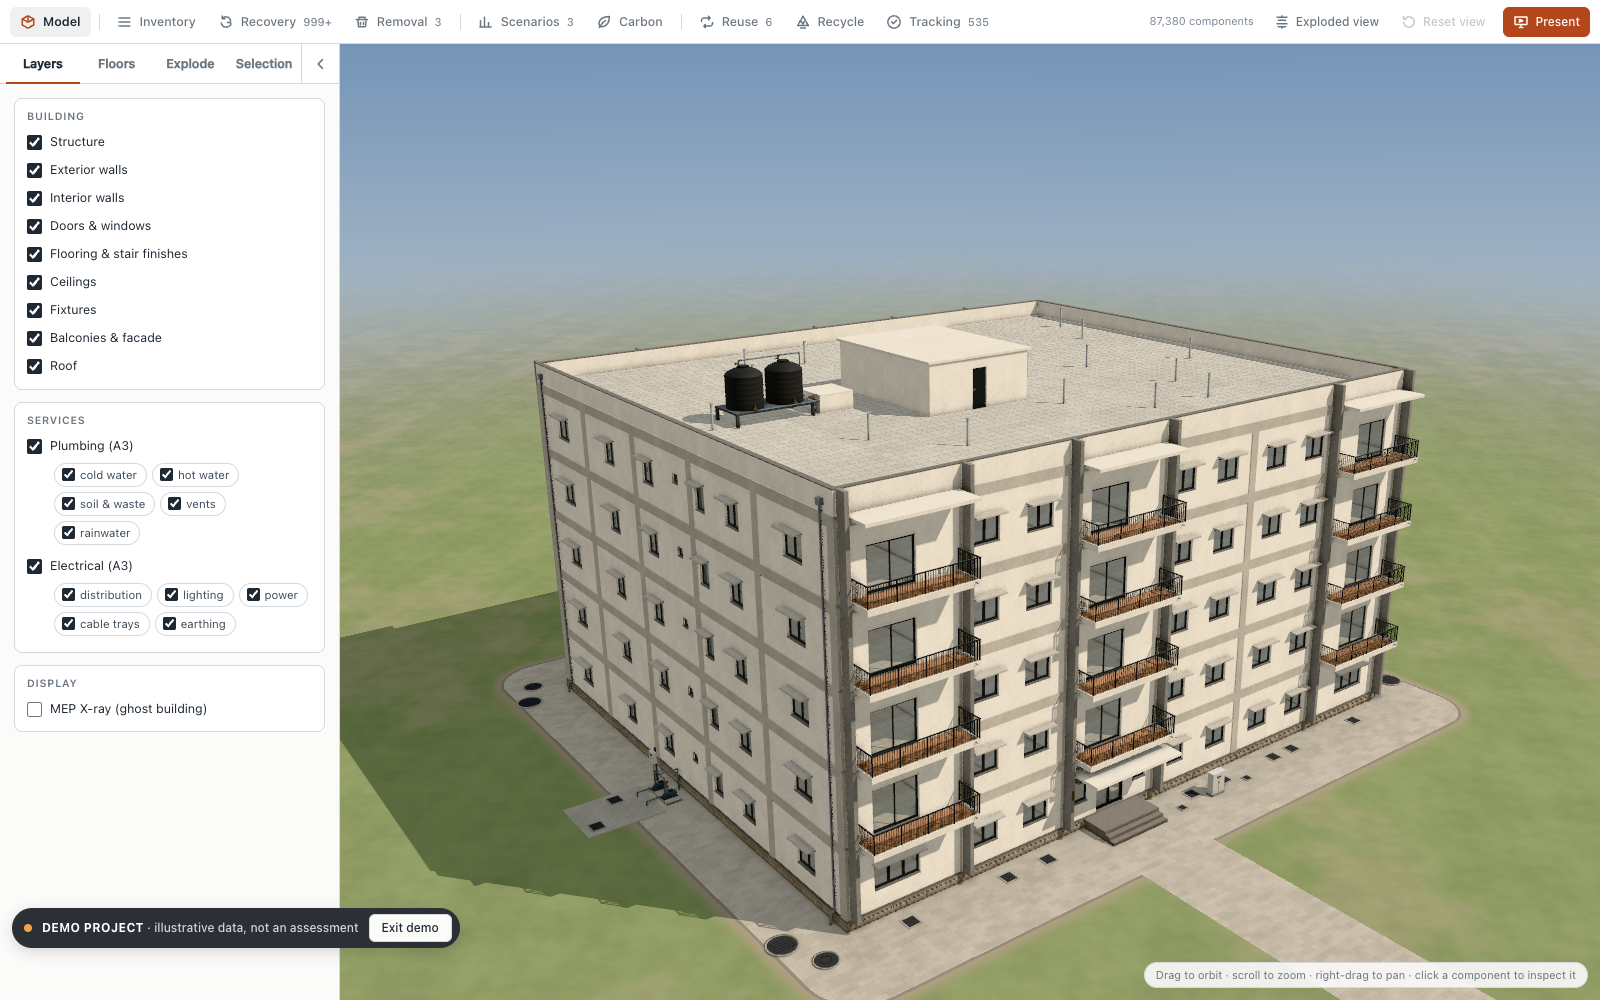 Model
Inventory
Recovery 999+
Removal 3
Scenarios 3
Carbon
Reuse 6
Recycle
Tracking 535
87,380 components
Exploded view
Reset view
Present
Layers
Floors
Explode
Selection
BUILDING
Structure
Exterior walls
Interior walls
Doors & windows
Flooring & stair finishes
Ceilings
Fixtures
Balconies & facade
Roof
SERVICES
Plumbing (A3)
cold water
hot water
soil & waste
vents
rainwater
Electrical (A3)
distribution
lighting
power
cable trays
earthing
DISPLAY
MEP X-ray (ghost building)
DEMO PROJECT · illustrative data, not an assessment
Exit demo
Drag to orbit · scroll to zoom · right-drag to pan · click a component to inspect it